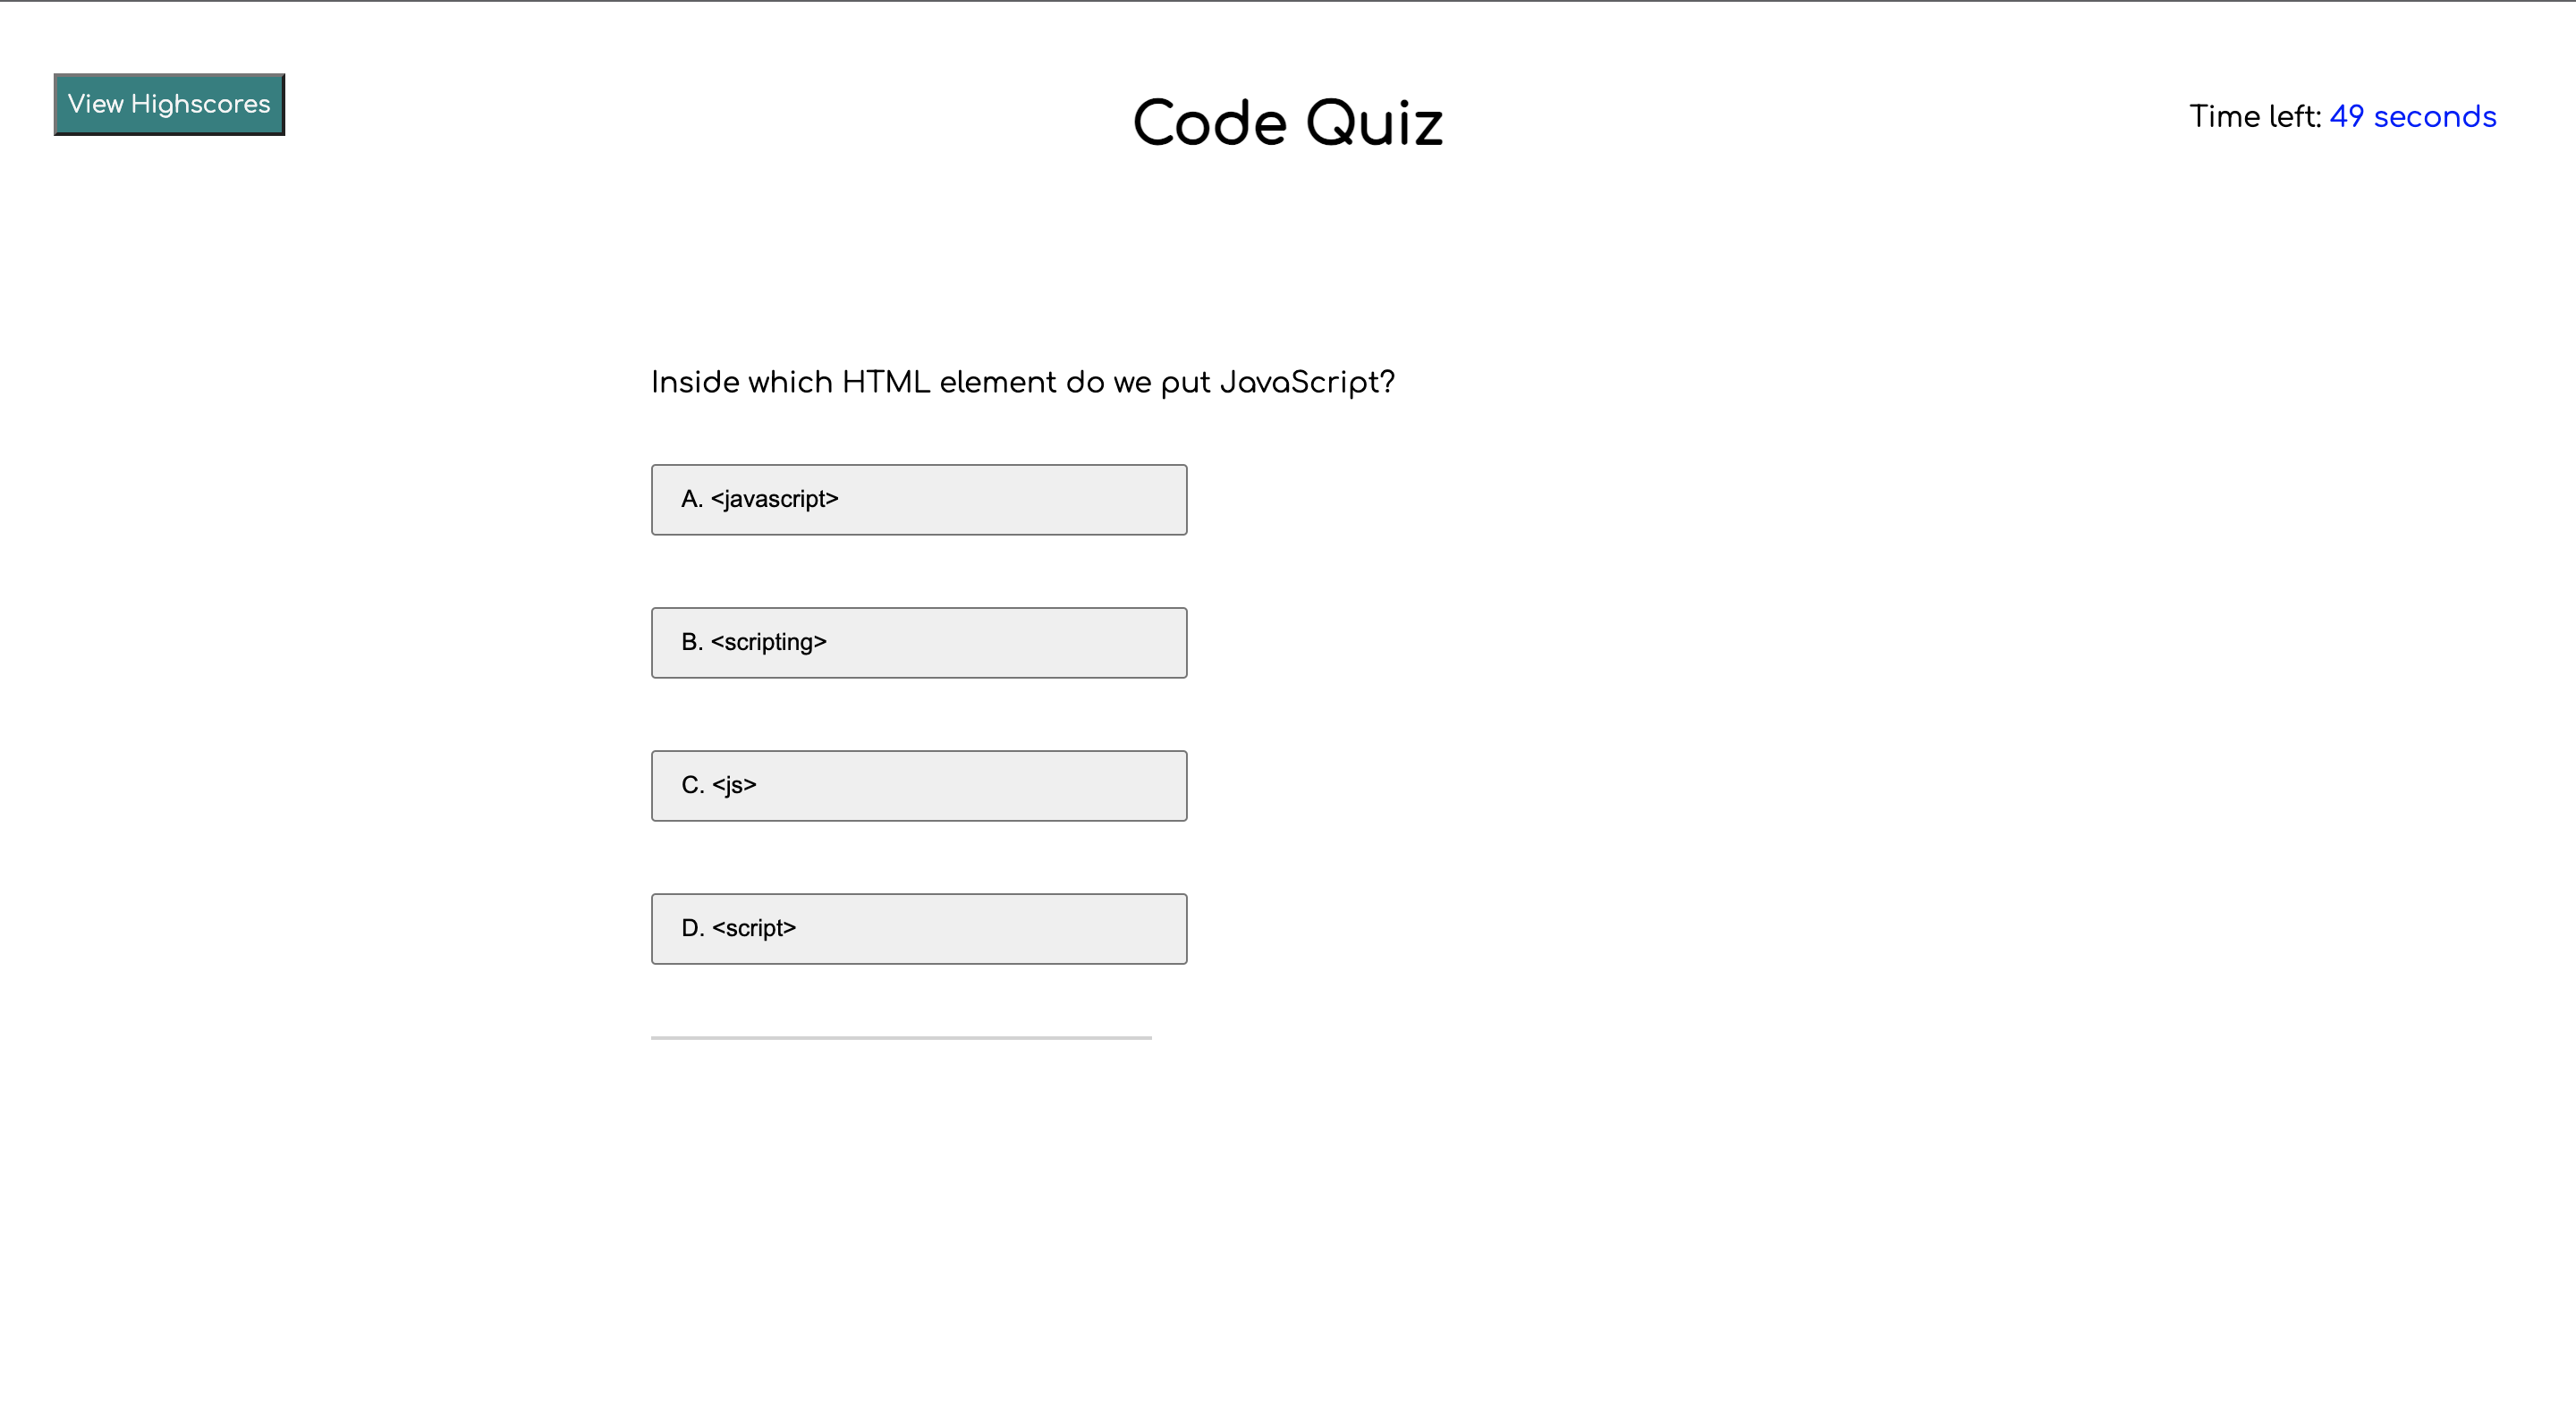 View Highscores
Code Quiz
Time left: 49 seconds
Inside which HTML element do we put JavaScript?
A. <javascript>
B. <scripting>
C. <js>
D. <script>